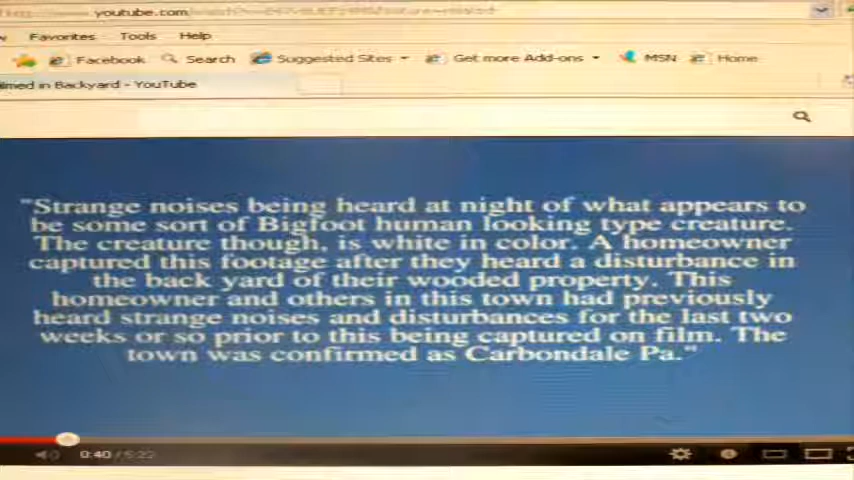 youtube.com
Favorites Tools Help
Facebook Search Suggested Sites Get more Add-ons MSN Home
ilmed in Backyard - YouTube
"Strange noises being heard at night of what appears to
be some sort of Bigfoot human looking type creature.
The creature though, is white in color. A homeowner
captured this footage after they heard a disturbance in
the back yard of their wooded property. This
homeowner and others in this town had previously
heard strange noises and disturbances for the last two
weeks or so prior to this being captured on film. The
town was confirmed as Carbondale Pa."
0:40 / 5:22